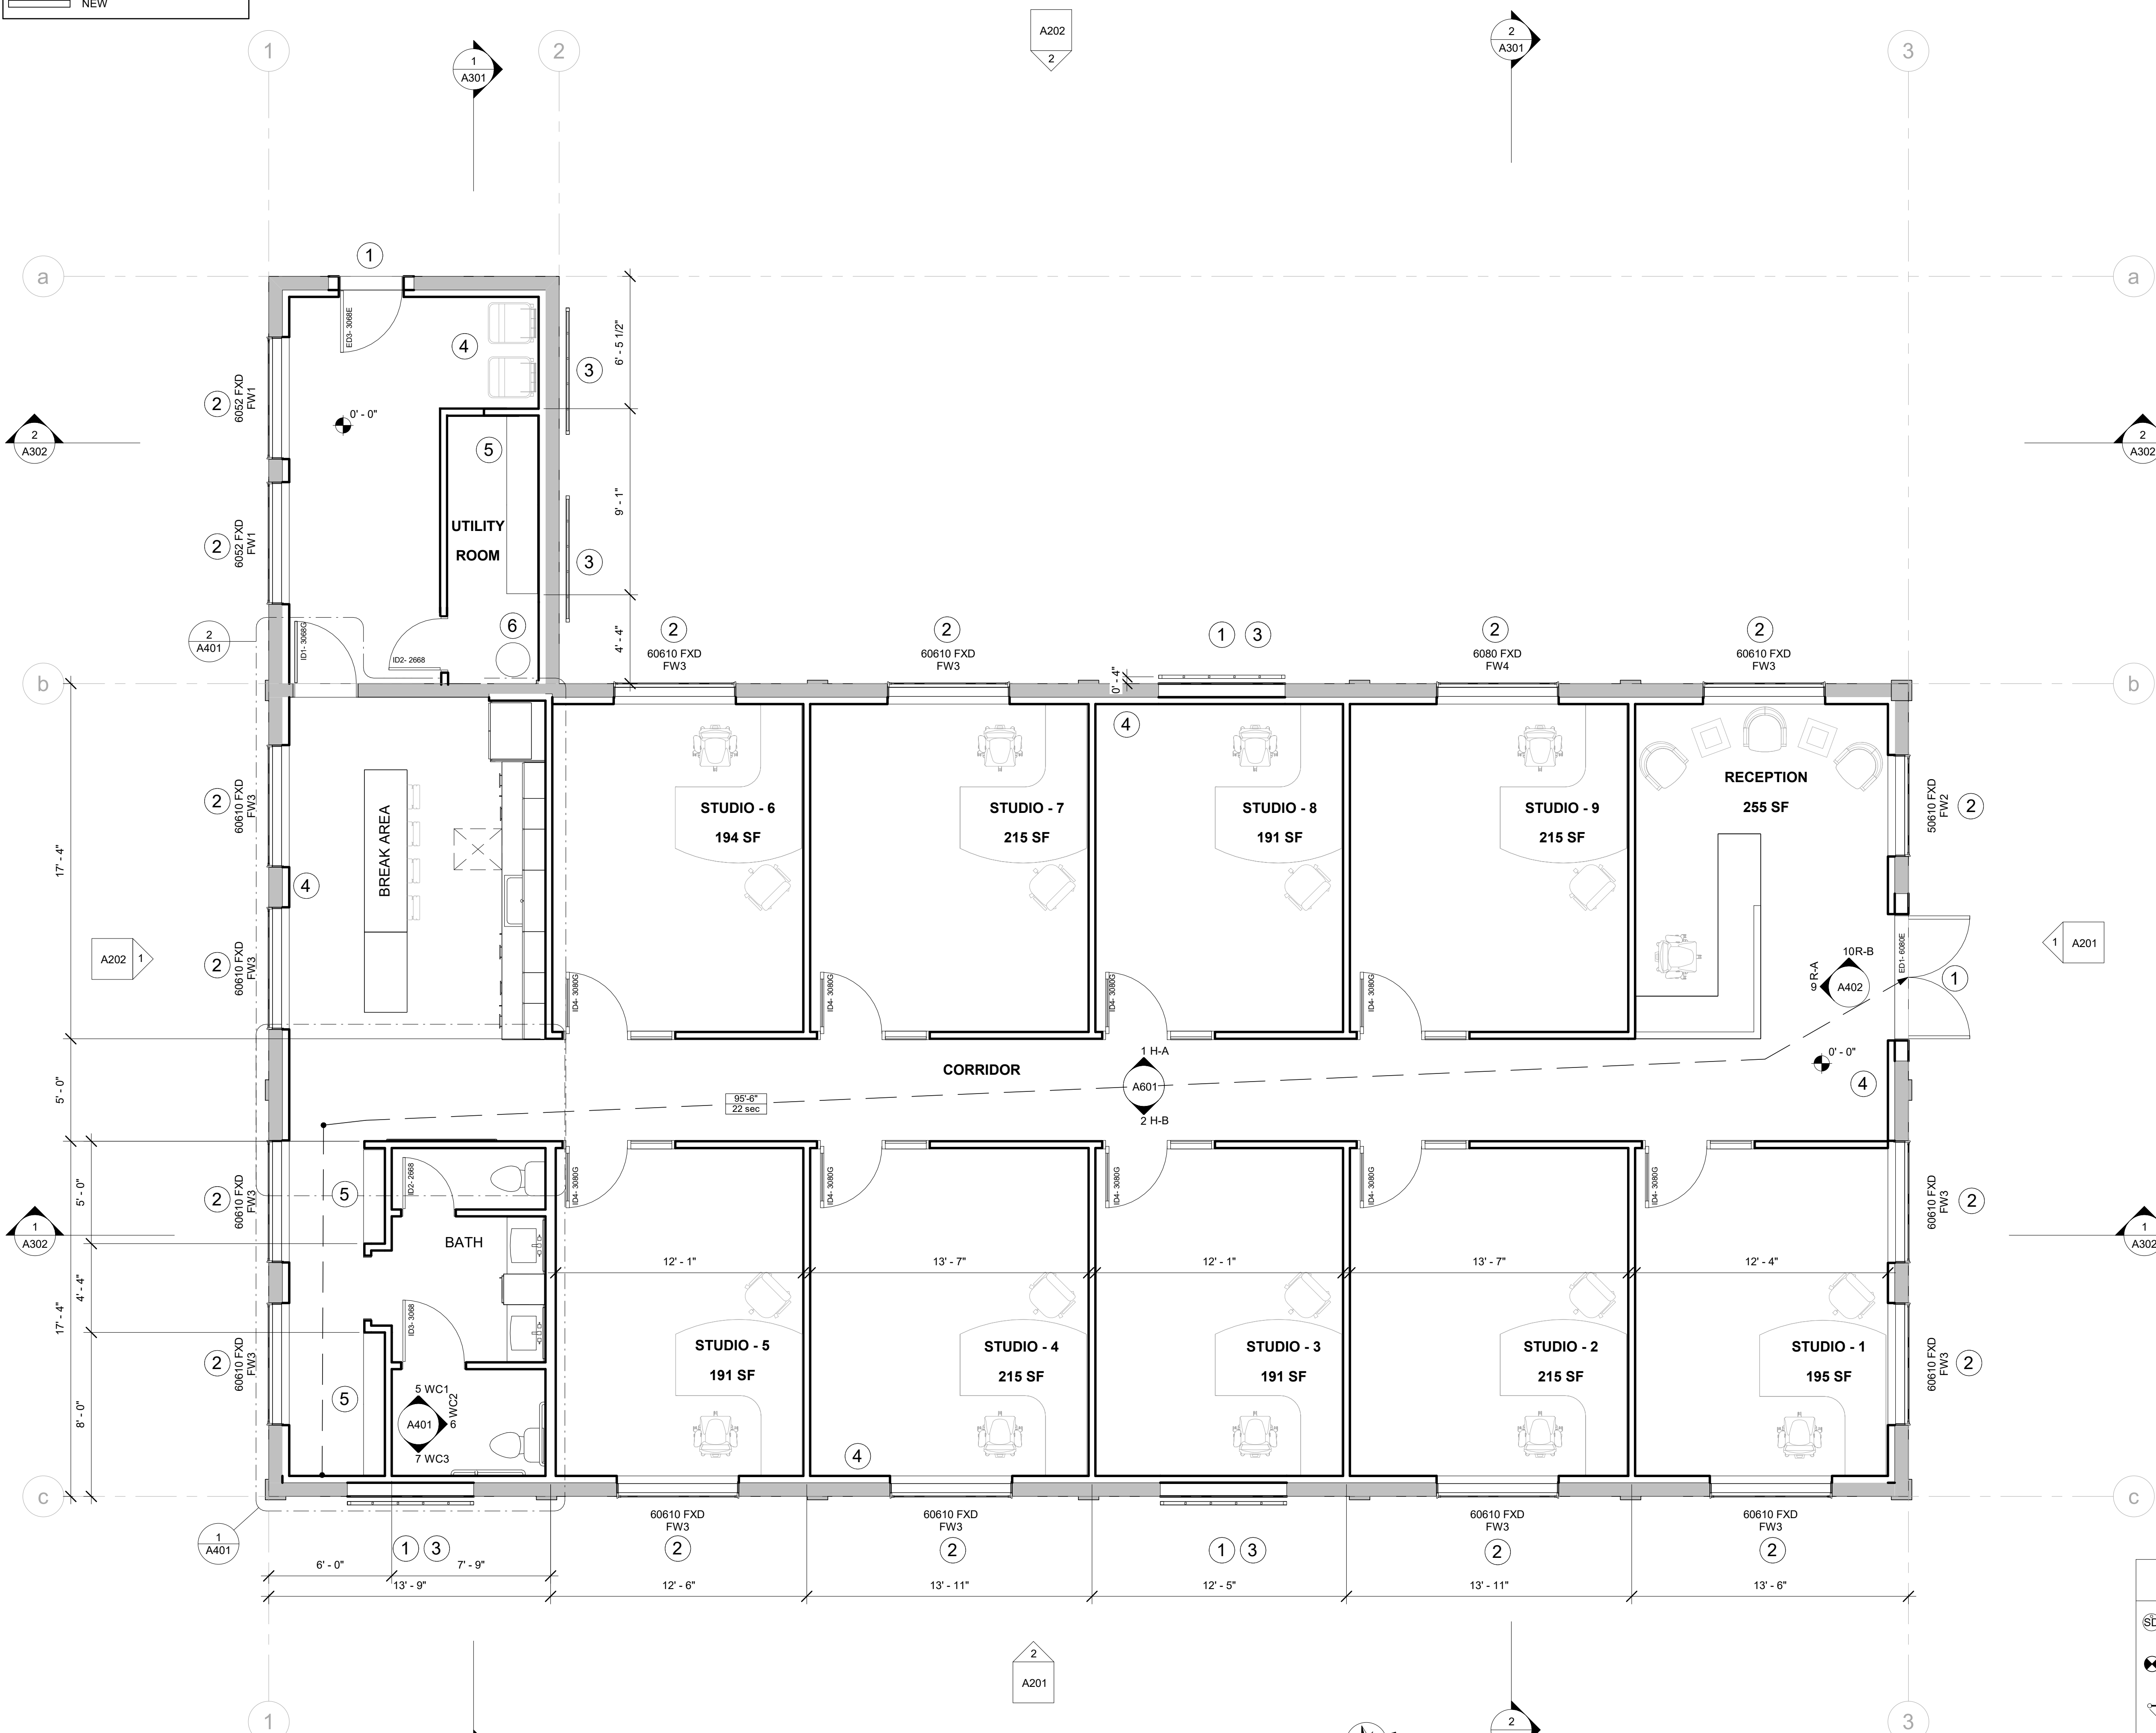 NEW
1
2
3
1
A301
A202
2
2
A301
a
a
1
ED3- 3068E
4
6' - 5 1/2"
3
2
6052 FXD
FW1
0' - 0"
2
A302
2
A302
5
9' - 1"
2
6052 FXD
FW1
UTILITY
ROOM
3
6
4' - 4"
2
A401
ID1- 3068G
ID2- 2668
2
60610 FXD
FW3
2
60610 FXD
FW3
1
3
2
6080 FXD
FW4
2
60610 FXD
FW3
b
0' - 4"
b
4
17' - 4"
2
60610 FXD
FW3
BREAK AREA
STUDIO - 6
194 SF
STUDIO - 7
215 SF
STUDIO - 8
191 SF
STUDIO - 9
215 SF
RECEPTION
255 SF
50610 FXD
FW2
2
4
A202
1
2
60610 FXD
FW3
ID4- 3080G
ID4- 3080G
ID4- 3080G
ID4- 3080G
10R-B
9 R-A
A402
ED1- 6080E
1
1
A201
5' - 0"
CORRIDOR
1 H-A
A601
2 H-B
0' - 0"
4
95'-6"
22 sec
17' - 4"
5' - 0"
2
60610 FXD
FW3
5
ID2- 2668
ID4- 3080G
ID4- 3080G
ID4- 3080G
ID4- 3080G
ID4- 3080G
60610 FXD
FW3
2
1
A302
1
A302
BATH
12' - 1"
13' - 7"
12' - 1"
13' - 7"
12' - 4"
4' - 4"
ID3- 3068
2
60610 FXD
FW3
STUDIO - 5
191 SF
STUDIO - 4
215 SF
STUDIO - 3
191 SF
STUDIO - 2
215 SF
STUDIO - 1
195 SF
60610 FXD
FW3
2
8' - 0"
5
5 WC1
A401
6 WC2
7 WC3
4
c
c
1
A401
1
3
60610 FXD
FW3
2
60610 FXD
FW3
2
1
3
60610 FXD
FW3
2
60610 FXD
FW3
2
6' - 0"
7' - 9"
13' - 9"
12' - 6"
13' - 11"
12' - 5"
13' - 11"
13' - 6"
2
A201
1
2
3